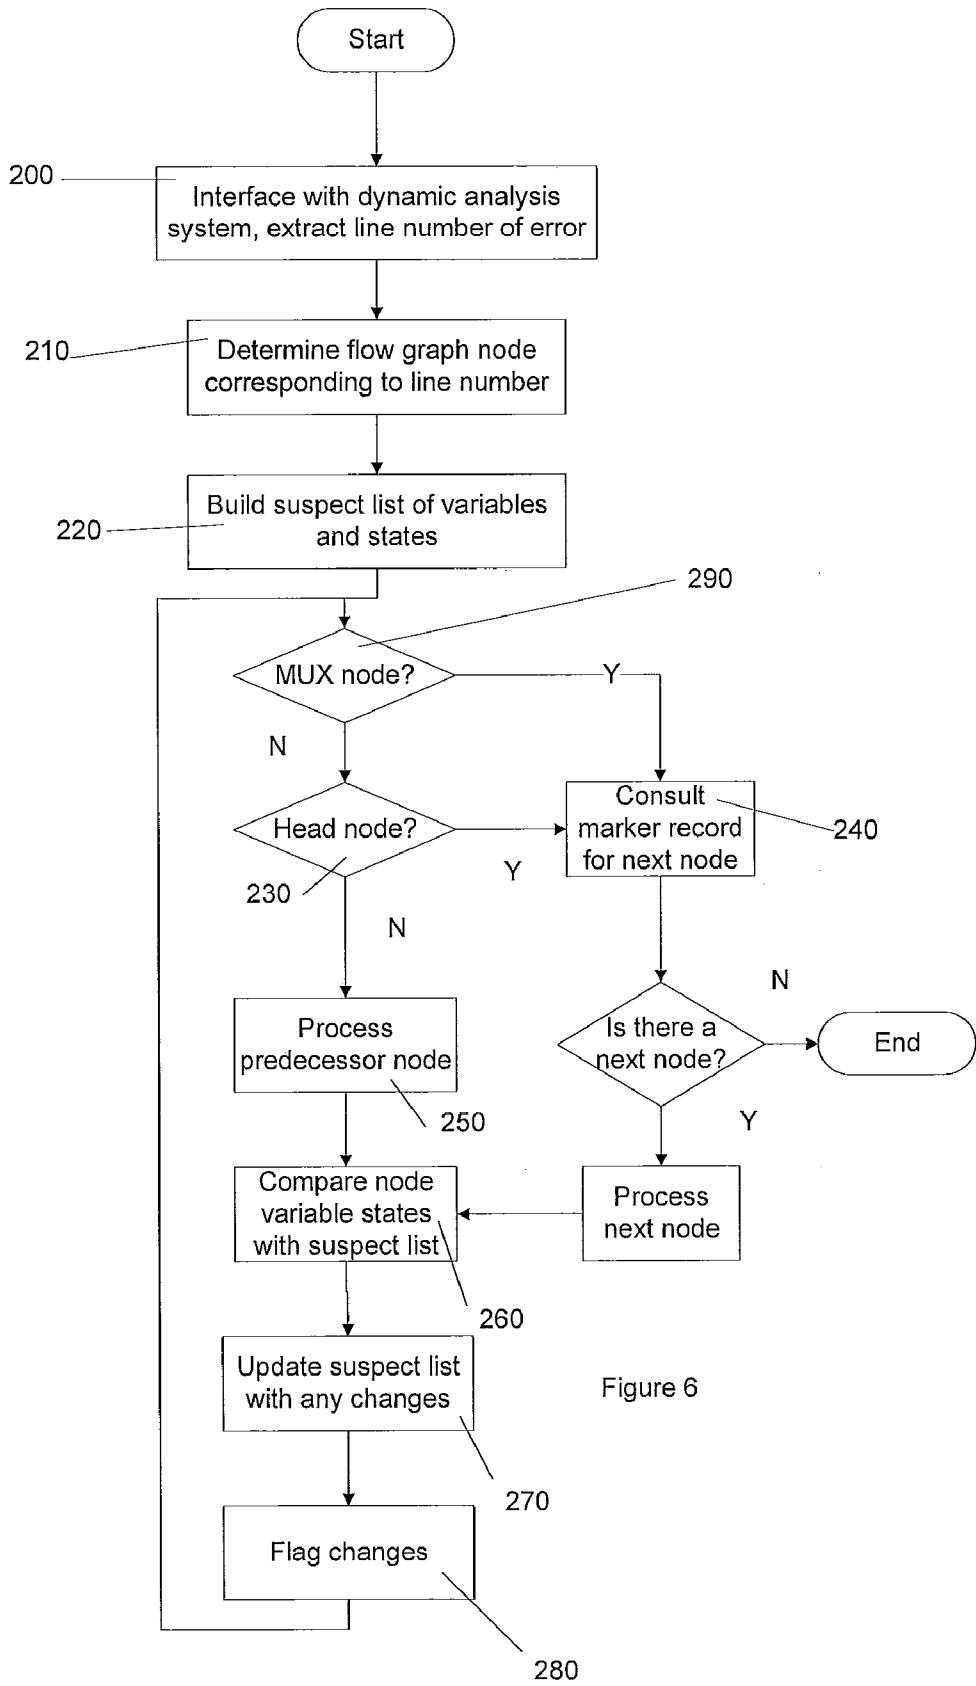 Start
200
Interface with dynamic analysis
system, extract line number of error
210
Determine flow graph node
corresponding to line number
220
Build suspect list of variables
and states
290
MUX node?
Y
N
Head node?
230
Y
N
Consult
marker record
for next node
240
Process
predecessor node
250
Is there a
next node?
N
End
Y
Compare node
variable states
with suspect list
260
Process
next node
Update suspect list
with any changes
270
Figure 6
Flag changes
280